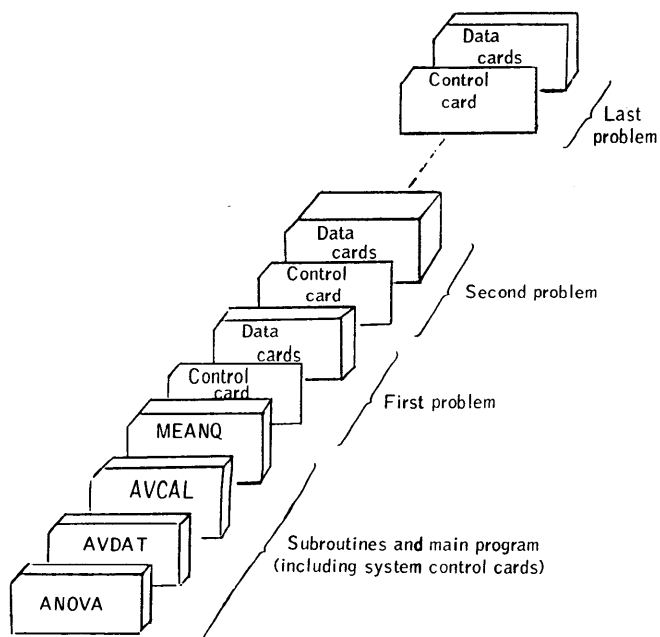 Data
cards
Control
card
Last
problem
Data
cards
Control
card
Second problem
Data
cards
Control
card
First problem
MEANQ
AVCAL
AVDAT
Subroutines and main program
(including system control cards)
ANOVA